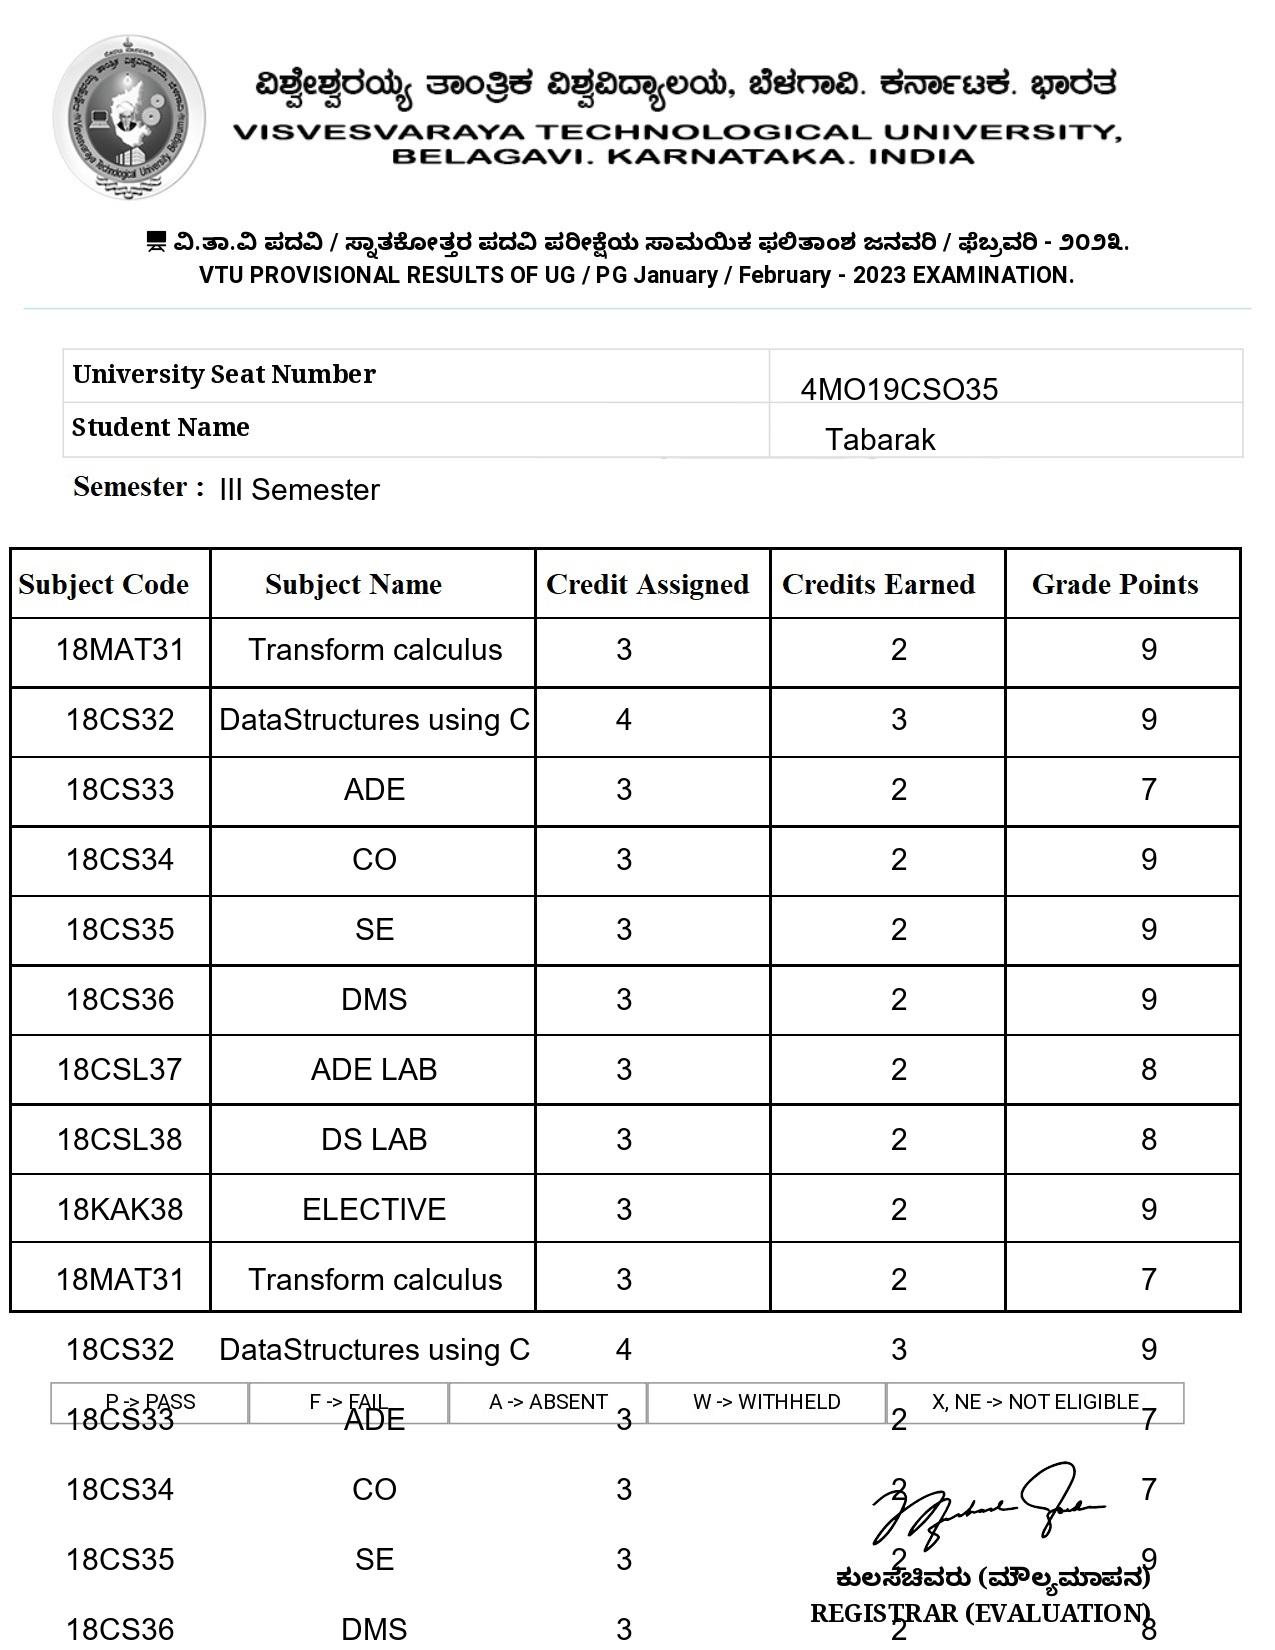 ವಿಶ್ವೇಶ್ವರಯ್ಯ ತಾಂತ್ರಿಕ ವಿಶ್ವವಿದ್ಯಾಲಯ, ಬೆಳಗಾವಿ. ಕರ್ನಾಟಕ. ಭಾರತ
VISVESVARAYA TECHNOLOGICAL UNIVERSITY,
BELAGAVI. KARNATAKA. INDIA
ವಿ.ತಾ.ವಿ ಪದವಿ / ಸ್ನಾತಕೋತ್ತರ ಪದವಿ ಪರೀಕ್ಷೆಯ ಸಾಮಯಿಕ ಫಲಿತಾಂಶ ಜನವರಿ / ಫೆಬ್ರವರಿ - ೨೦೨೩.
VTU PROVISIONAL RESULTS OF UG / PG January / February - 2023 EXAMINATION.
University Seat Number 4MO19CSO35
Student Name Tabarak
Semester : III Semester
Subject Code Subject Name Credit Assigned Credits Earned Grade Points
18MAT31 Transform calculus 3 2 9
18CS32 DataStructures using C 4 3 9
18CS33 ADE 3 2 7
18CS34 CO 3 2 9
18CS35 SE 3 2 9
18CS36 DMS 3 2 9
18CSL37 ADE LAB 3 2 8
18CSL38 DS LAB 3 2 8
18KAK38 ELECTIVE 3 2 9
18MAT31 Transform calculus 3 2 7
18CS32 DataStructures using C 4 3 9
P -> PASS F -> FAIL A -> ABSENT W -> WITHHELD X, NE -> NOT ELIGIBLE
18CS33 ADE 3 2 7
18CS34 CO 3 2 7
18CS35 SE 3 2 9
ಕುಲಸಚಿವರು (ಮೌಲ್ಯಮಾಪನ)
REGISTRAR (EVALUATION)
18CS36 DMS 3 2 8